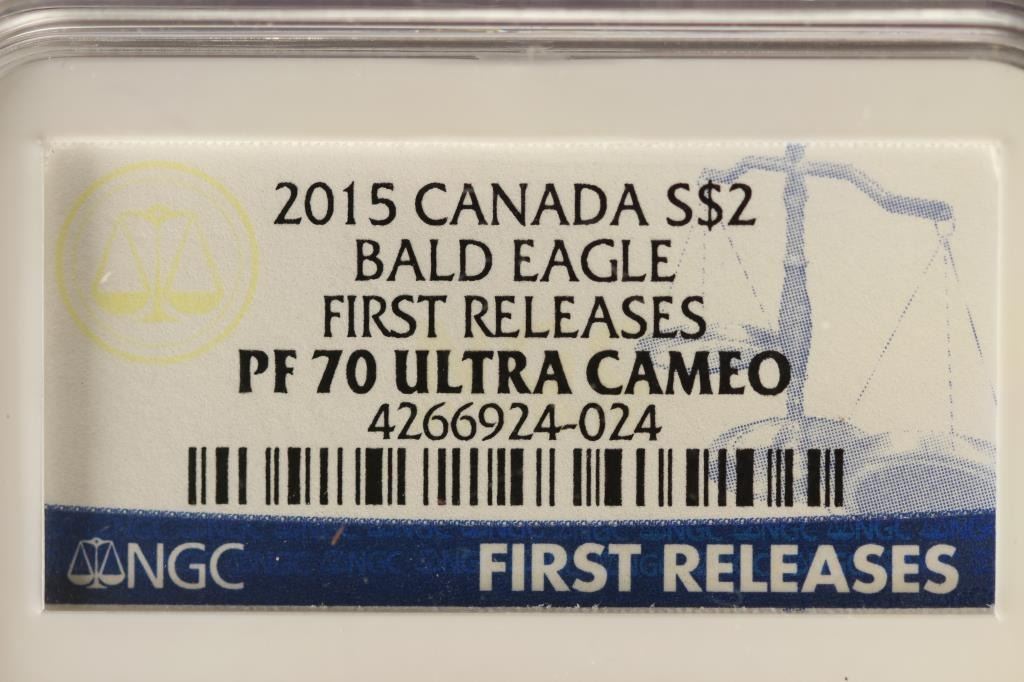 2015 CANADA S$2
BALD EAGLE
FIRST RELEASES
PF 70 ULTRA CAMEO
4266924-024
NGC FIRST RELEASES